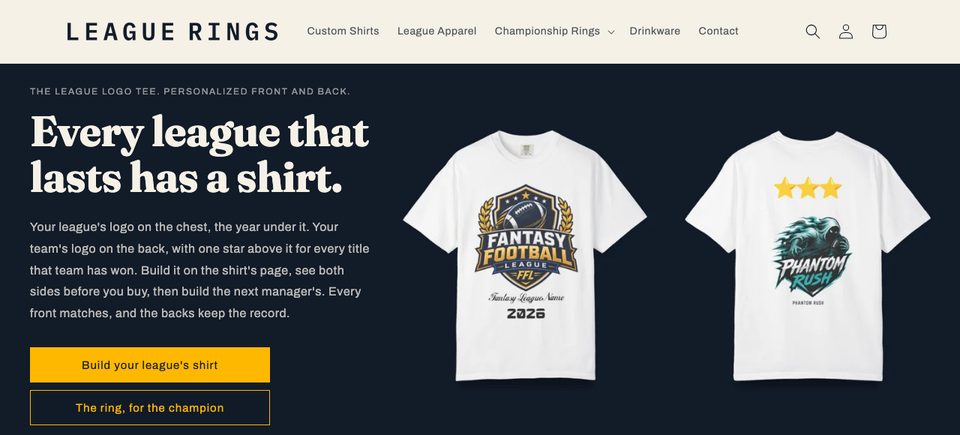 LEAGUE RINGS
Custom Shirts
League Apparel
Championship Rings
Drinkware
Contact
THE LEAGUE LOGO TEE. PERSONALIZED FRONT AND BACK.
Every league that
lasts has a shirt.
Your league's logo on the chest, the year under it. Your
team's logo on the back, with one star above it for every title
that team has won. Build it on the shirt's page, see both
sides before you buy, then build the next manager's. Every
front matches, and the backs keep the record.
Build your league's shirt
The ring, for the champion
FANTASY
FOOTBALL
LEAGUE
FFL
Fantasy League Name
2026
PHANTOM
RUSH
PHANTOM RUSH